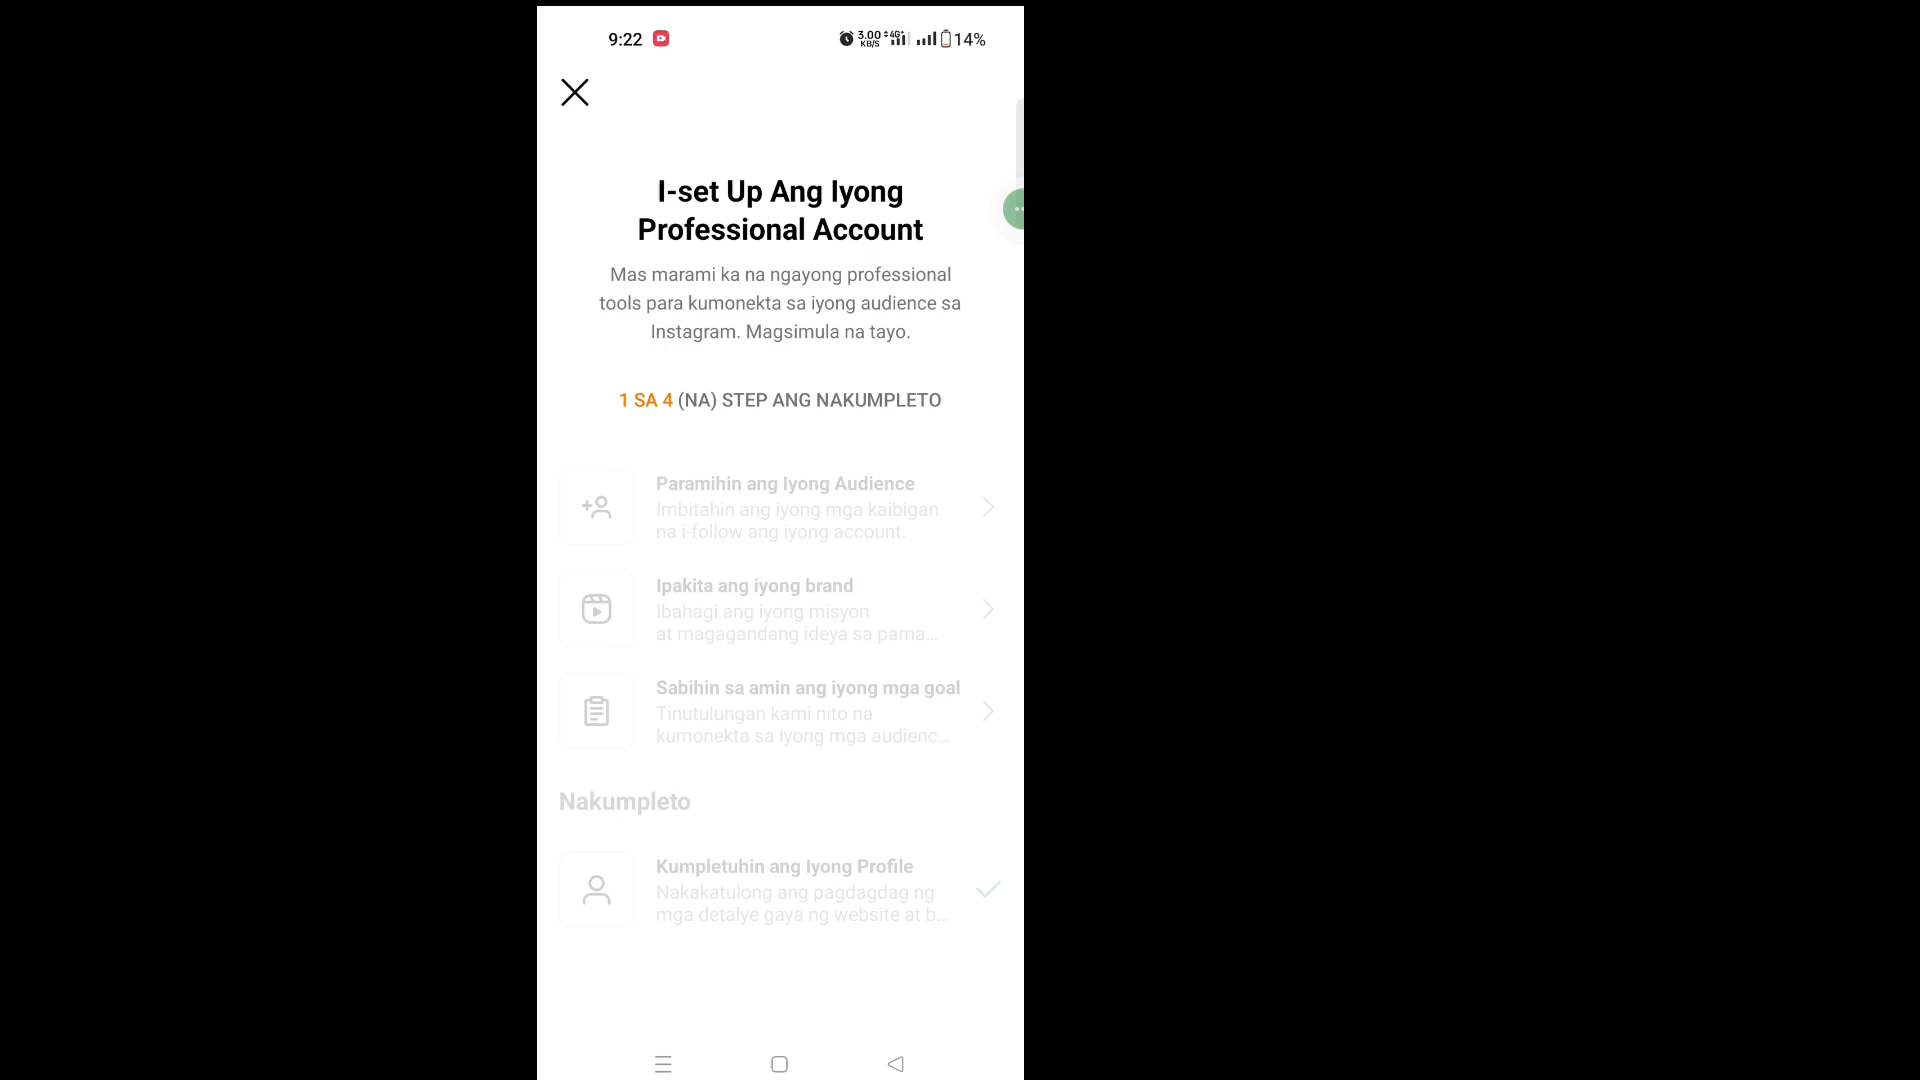 9:22
3.00 KB/S 4G+ 14%
I-set Up Ang Iyong
Professional Account
Mas marami ka na ngayong professional
tools para kumonekta sa iyong audience sa
Instagram. Magsimula na tayo.
1 SA 4 (NA) STEP ANG NAKUMPLETO
Paramihin ang Iyong Audience
Imbitahin ang iyong mga kaibigan
na i-follow ang iyong account.
Ipakita ang iyong brand
Ibahagi ang iyong misyon
at magagandang ideya sa pama...
Sabihin sa amin ang iyong mga goal
Tinutulungan kami nito na
kumonekta sa iyong mga audienc...
Nakumpleto
Kumpletuhin ang Iyong Profile
Nakakatulong ang pagdagdag ng
mga detalye gaya ng website at b...